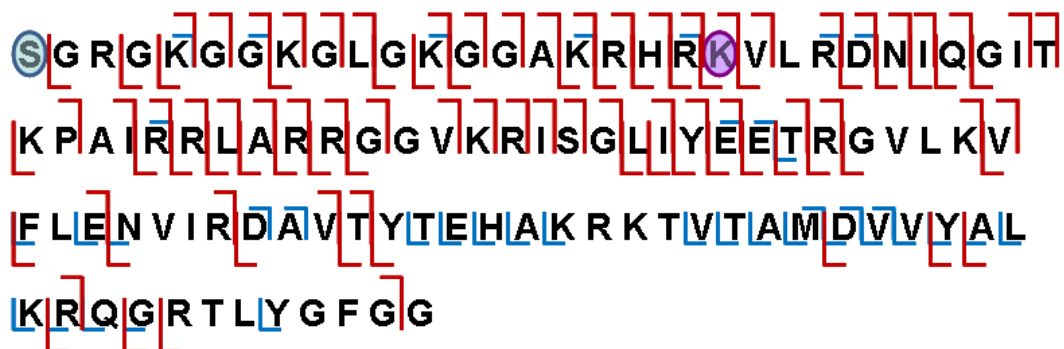 S G R G K G G K G L G K G G A K R H R K V L R D N I Q G I T
K P A I R R L A R R G G V K R I S G L I Y E E T R G V L K V
F L E N V I R D A V T Y T E H A K R K T V T A M D V V Y A L
K R Q G R T L Y G F G G